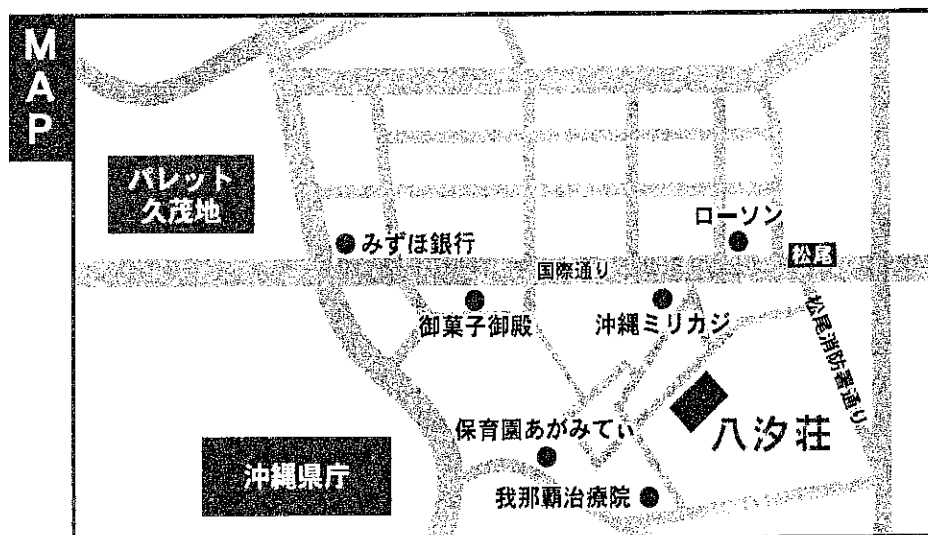 MAP
パレット
久茂地
ローソン
みずほ銀行
松尾
国際通り
御菓子御殿
沖縄ミリカジ
松尾消防署通り
八汐荘
保育園あがみてぃ
沖縄県庁
我那覇治療院